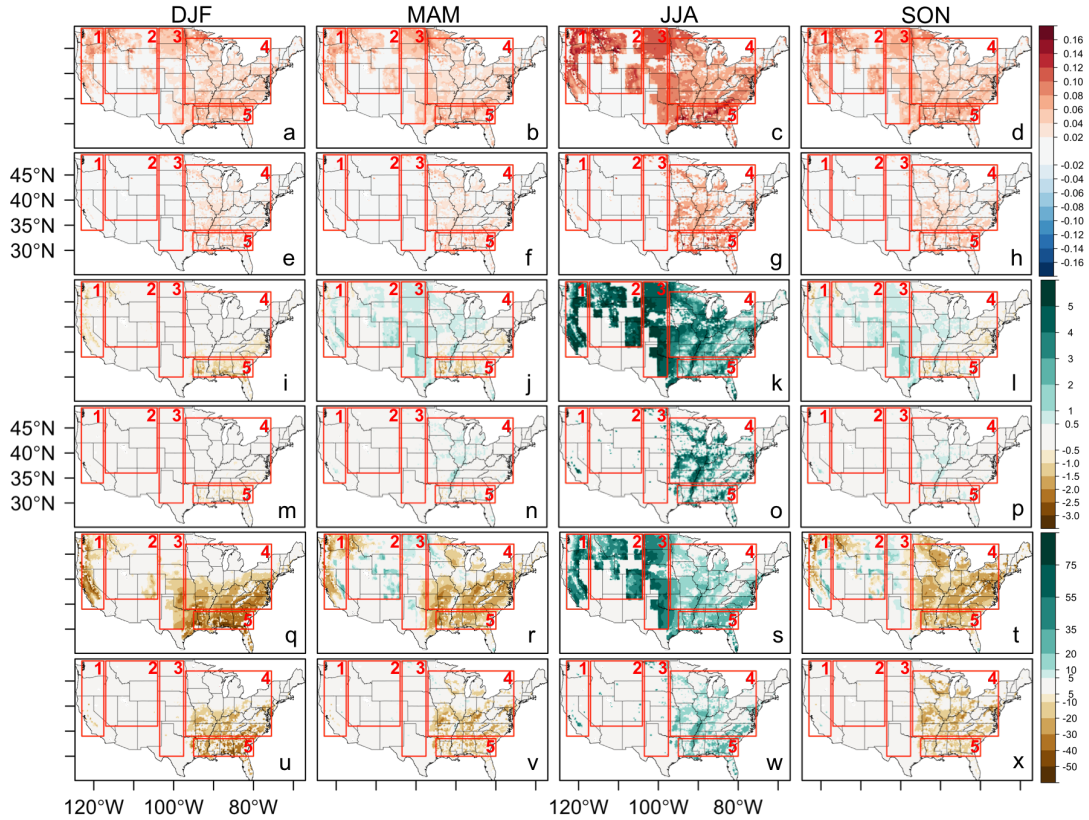 DJF MAM JJA SON
1 2 3 4 5 a 1 2 3 4 5 b 1 2 3 4 5 c 1 2 3 4 5 d
0.16
0.14
0.12
0.10
0.08
0.06
0.04
0.02
-0.02
-0.04
-0.06
-0.08
-0.10
-0.12
-0.14
-0.16
45°N
40°N
35°N
30°N
1 2 3 4 5 e 1 2 3 4 5 f 1 2 3 4 5 g 1 2 3 4 5 h
1 2 3 4 5 i 1 2 3 4 5 j 1 2 3 4 5 k 1 2 3 4 5 l
5
4
3
2
1
0.5
-0.5
-1.0
-1.5
-2.0
-2.5
-3.0
45°N
40°N
35°N
30°N
1 2 3 4 5 m 1 2 3 4 5 n 1 2 3 4 5 o 1 2 3 4 5 p
1 2 3 4 5 q 1 2 3 4 5 r 1 2 3 4 5 s 1 2 3 4 5 t
75
55
35
20
10
5
-5
-10
-20
-30
-40
-50
1 2 3 4 5 u 1 2 3 4 5 v 1 2 3 4 5 w 1 2 3 4 5 x
120°W 100°W 80°W 120°W 100°W 80°W